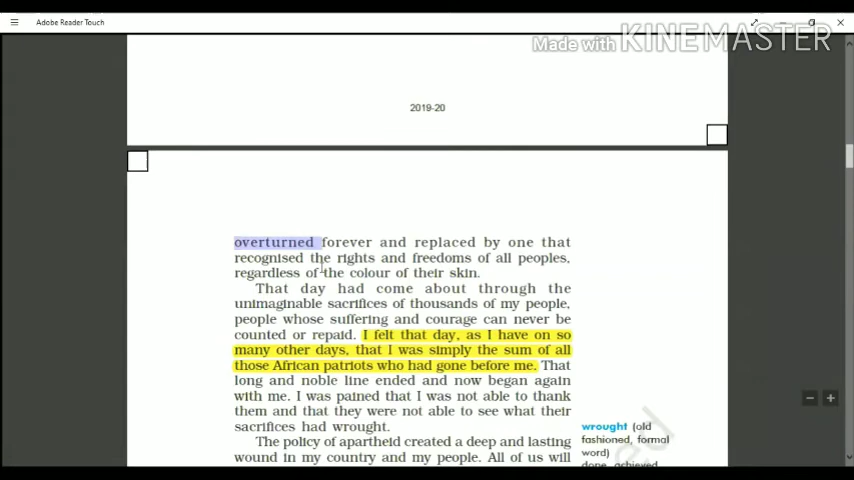 Adobe Reader Touch
Made with KINEMASTER
2019-20
overturned forever and replaced by one that
recognised the rights and freedoms of all peoples,
regardless of the colour of their skin.
That day had come about through the
unimaginable sacrifices of thousands of my people,
people whose suffering and courage can never be
counted or repaid. I felt that day, as I have on so
many other days, that I was simply the sum of all
those African patriots who had gone before me. That
long and noble line ended and now began again
with me. I was pained that I was not able to thank
them and that they were not able to see what their
sacrifices had wrought.
The policy of apartheid created a deep and lasting
wound in my country and my people. All of us will
wrought (old
fashioned, formal
word)
done, achieved